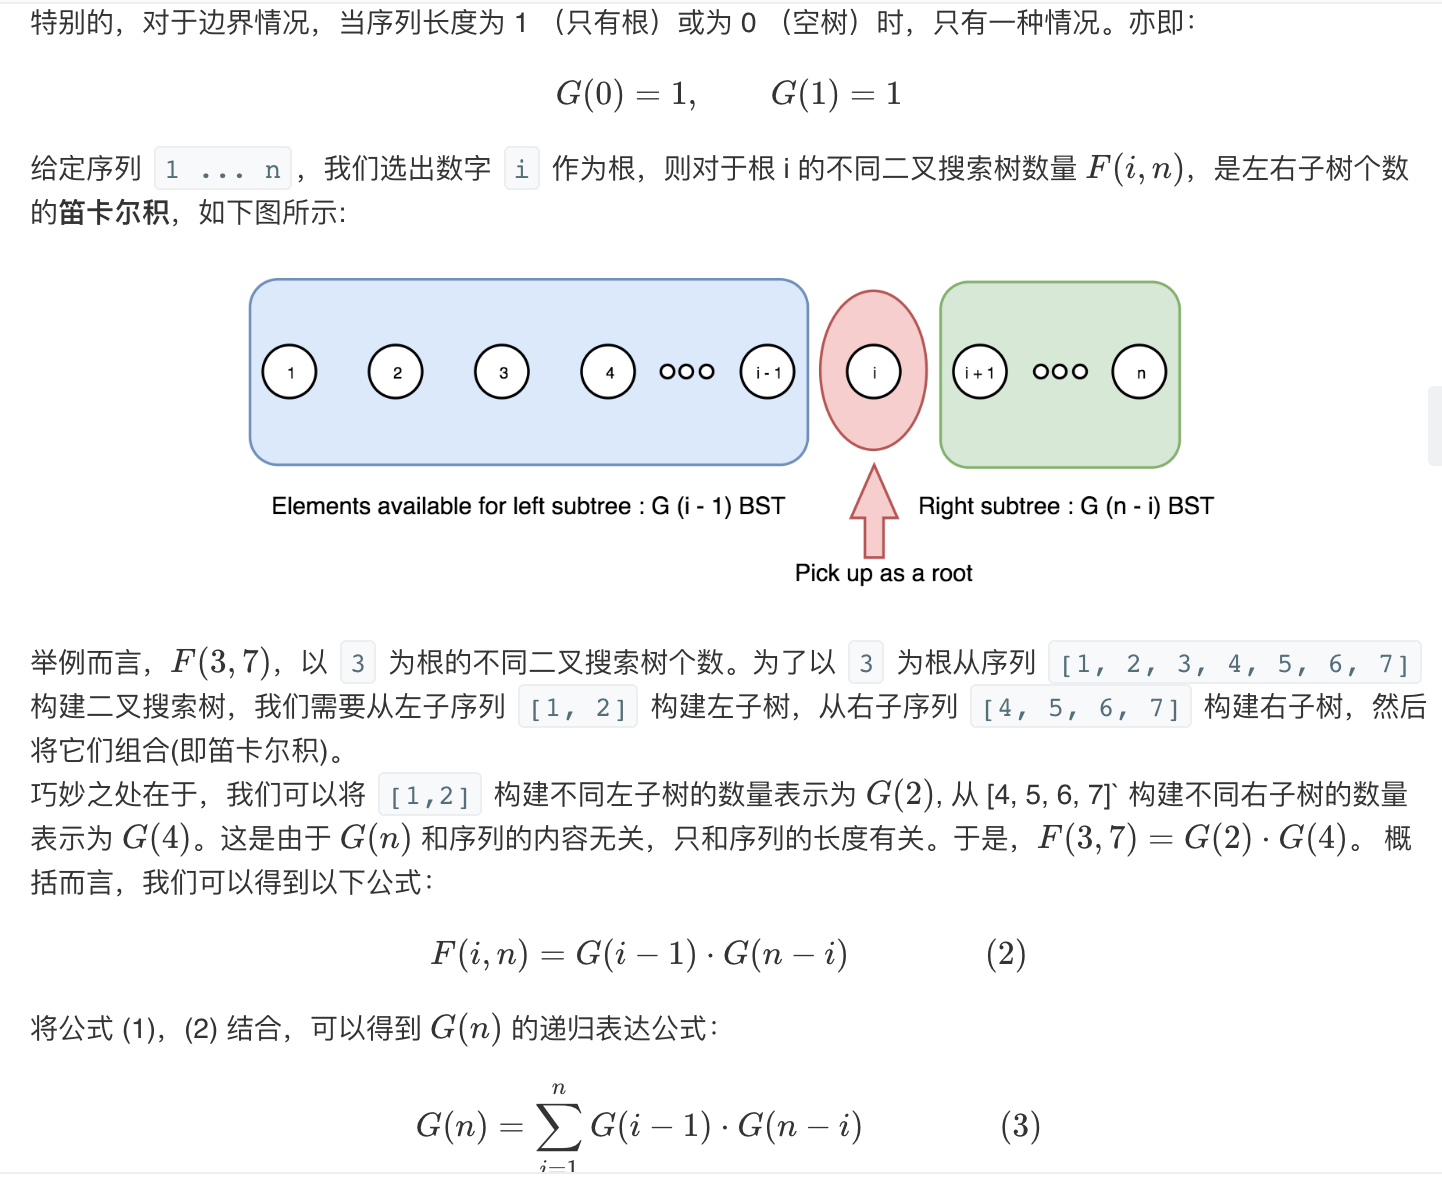 特别的，对于边界情况，当序列长度为 1 （只有根）或为 0 （空树）时，只有一种情况。亦即：
G(0) = 1,  G(1) = 1
给定序列 1 ... n ，我们选出数字 i 作为根，则对于根 i 的不同二叉搜索树数量 F(i, n)，是左右子树个数
的笛卡尔积，如下图所示:
1 2 3 4 ooo i - 1 i i + 1 ooo n
Elements available for left subtree : G (i - 1) BST Right subtree : G (n - i) BST
Pick up as a root
举例而言，F(3, 7)，以 3 为根的不同二叉搜索树个数。为了以 3 为根从序列 [1, 2, 3, 4, 5, 6, 7]
构建二叉搜索树，我们需要从左子序列 [1, 2] 构建左子树，从右子序列 [4, 5, 6, 7] 构建右子树，然后
将它们组合(即笛卡尔积)。
巧妙之处在于，我们可以将 [1,2] 构建不同左子树的数量表示为 G(2), 从 [4, 5, 6, 7]` 构建不同右子树的数量
表示为 G(4)。这是由于 G(n) 和序列的内容无关，只和序列的长度有关。于是，F(3, 7) = G(2) · G(4)。 概
括而言，我们可以得到以下公式：
F(i, n) = G(i − 1) · G(n − i) (2)
将公式 (1)，(2) 结合，可以得到 G(n) 的递归表达公式：
n
G(n) = ∑ G(i − 1) · G(n − i) (3)
i=1